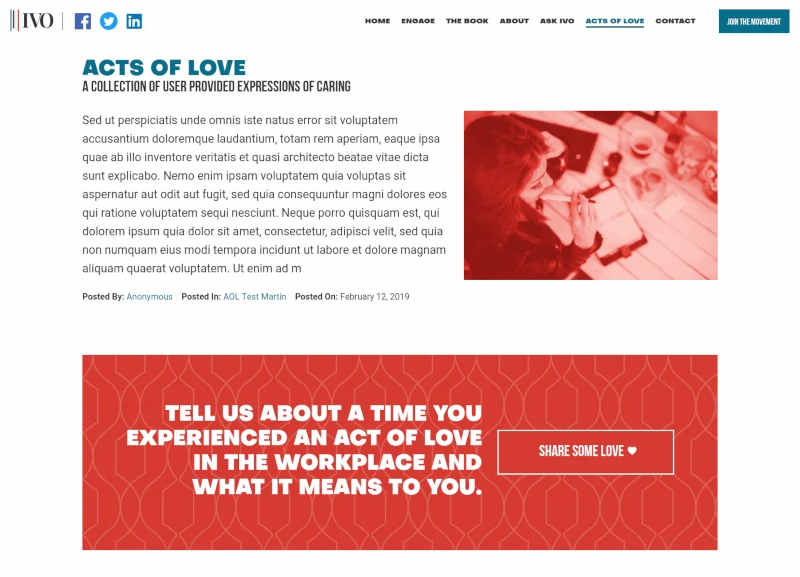 IVO
HOME ENGAGE THE BOOK ABOUT ASK IVO ACTS OF LOVE CONTACT JOIN THE MOVEMENT
ACTS OF LOVE
A COLLECTION OF USER PROVIDED EXPRESSIONS OF CARING
Sed ut perspiciatis unde omnis iste natus error sit voluptatem
accusantium doloremque laudantium, totam rem aperiam, eaque ipsa
quae ab illo inventore veritatis et quasi architecto beatae vitae dicta
sunt explicabo. Nemo enim ipsam voluptatem quia voluptas sit
aspernatur aut odit aut fugit, sed quia consequuntur magni dolores eos
qui ratione voluptatem sequi nesciunt. Neque porro quisquam est, qui
dolorem ipsum quia dolor sit amet, consectetur, adipisci velit, sed quia
non numquam eius modi tempora incidunt ut labore et dolore magnam
aliquam quaerat voluptatem. Ut enim ad m
Posted By: Anonymous Posted In: AOL Test Martin Posted On: February 12, 2019
TELL US ABOUT A TIME YOU
EXPERIENCED AN ACT OF LOVE
IN THE WORKPLACE AND
WHAT IT MEANS TO YOU.
SHARE SOME LOVE ♥